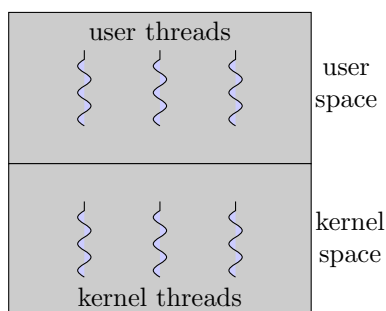 user threads
user
space
kernel
space
kernel threads